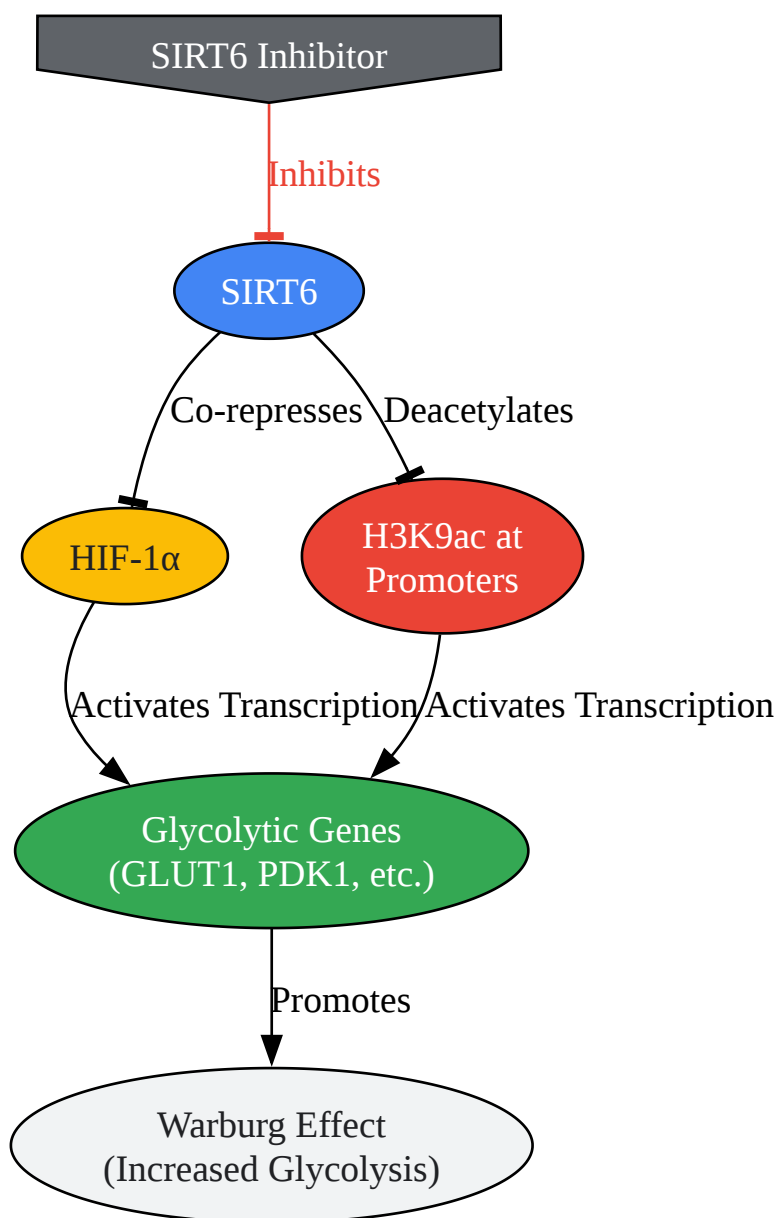 SIRT6 Inhibitor
Inhibits
SIRT6
Co-represses
Deacetylates
HIF-1α
H3K9ac at
Promoters
Activates Transcription
Activates Transcription
Glycolytic Genes
(GLUT1, PDK1, etc.)
Promotes
Warburg Effect
(Increased Glycolysis)